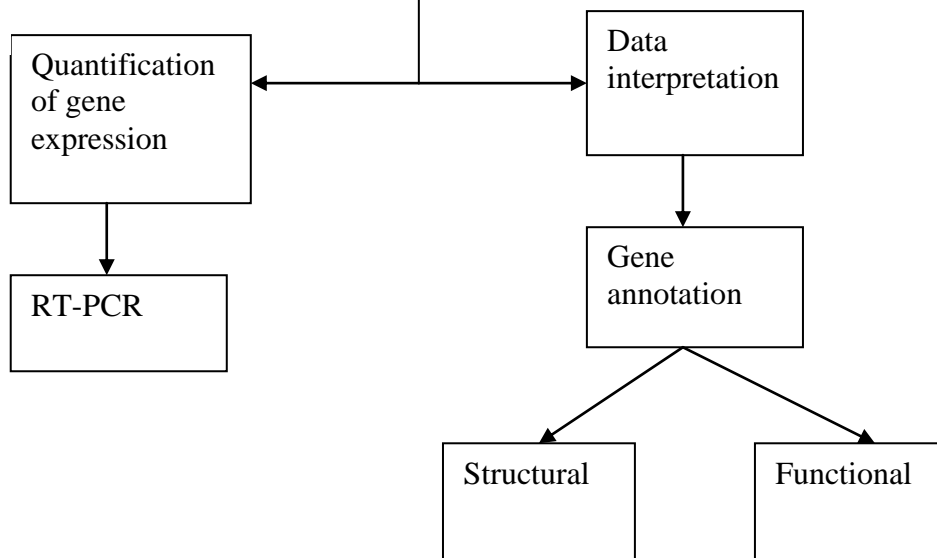 Quantification
of gene
expression
Data
interpretation
RT-PCR
Gene
annotation
Structural
Functional